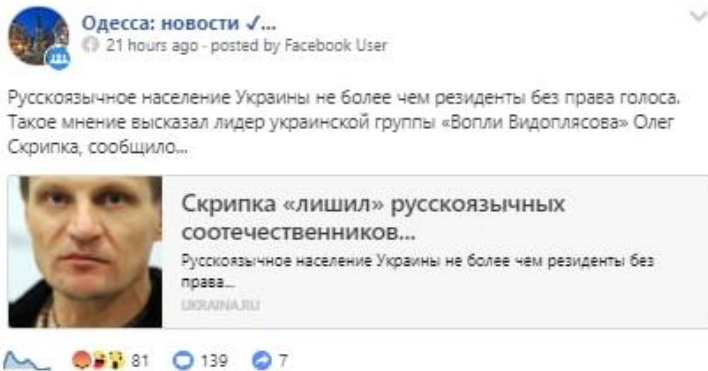 Одесса: новости ✓...
21 hours ago · posted by Facebook User
Русскоязычное население Украины не более чем резиденты без права голоса.
Такое мнение высказал лидер украинской группы «Вопли Видоплясова» Олег
Скрипка, сообщило...
Скрипка «лишил» русскоязычных
соотечественников...
Русскоязычное население Украины не более чем резиденты без
права...
UKRAINA.RU
81 139 7